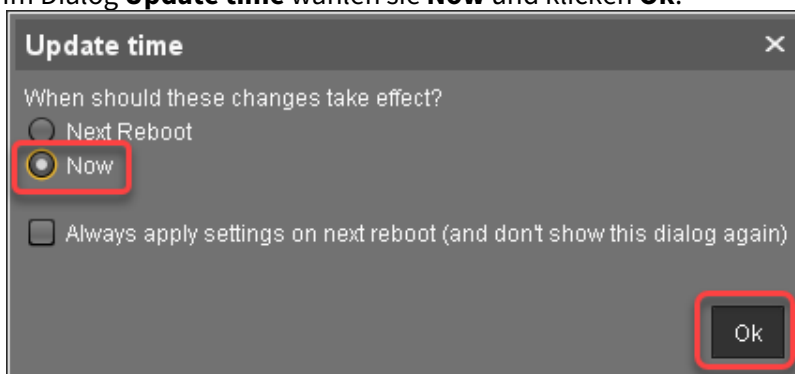 Im Dialog Update time wählen sie Now und klicken Ok.
Update time
When should these changes take effect?
Next Reboot
Now
Always apply settings on next reboot (and don't show this dialog again)
Ok